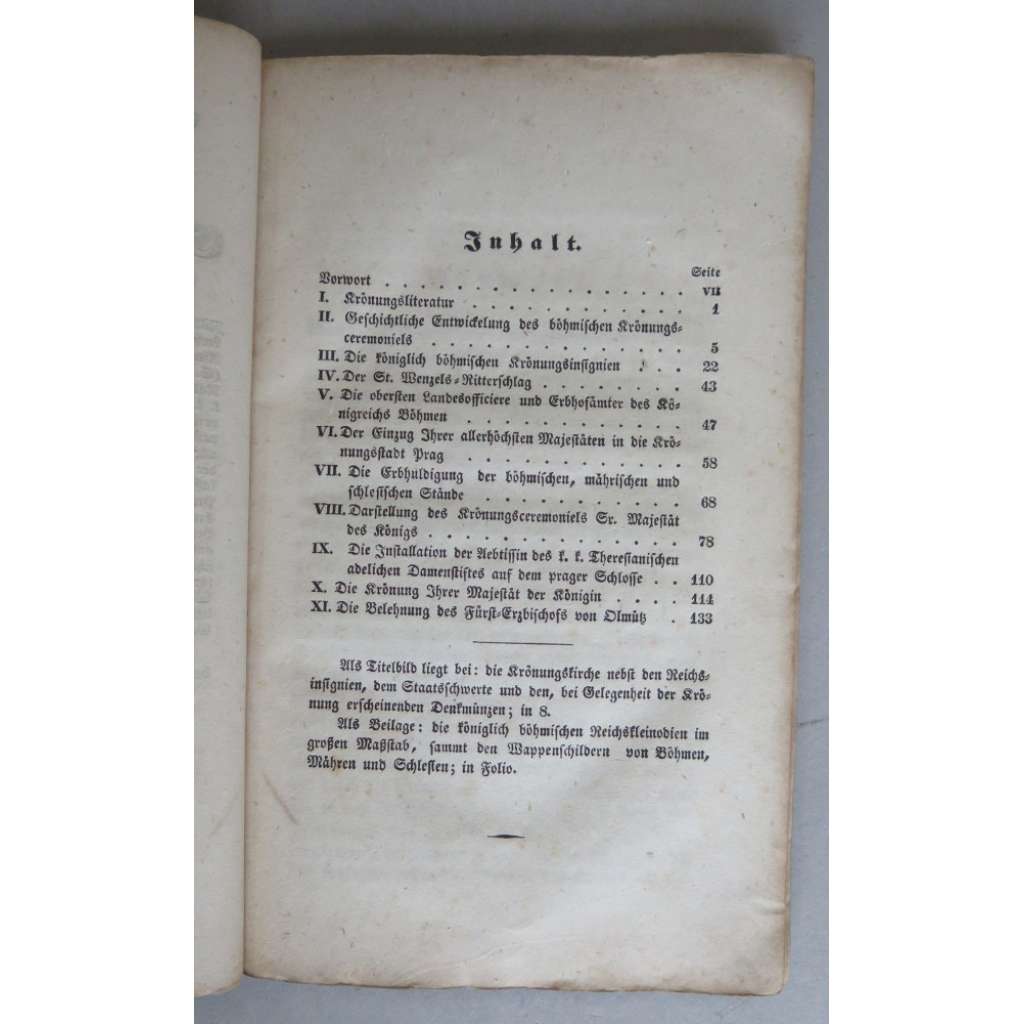 Inhalt.
Seite
Vorwort . . . . . . . . . . . . . . . . . . VII
I. Krönungsliteratur . . . . . . . . . . . . . 1
II. Geschichtliche Entwickelung des böhmischen Krönungs-
ceremoniels . . . . . . . . . . . . . . . 5
III. Die königlich böhmischen Krönungsinsignien . . . 22
IV. Der St. Wenzels-Ritterschlag . . . . . . . . 43
V. Die obersten Landesofficiere und Erbhofämter des Kö-
nigreichs Böhmen . . . . . . . . . . . . . 47
VI. Der Einzug Ihrer allerhöchsten Majestäten in die Krö-
nungsstadt Prag . . . . . . . . . . . . . 58
VII. Die Erbhuldigung der böhmischen, mährischen und
schlesischen Stände . . . . . . . . . . . . 68
VIII. Darstellung des Krönungsceremoniels Sr. Majestät
des Königs . . . . . . . . . . . . . . . 78
IX. Die Installation der Aebtissin des k. k. Theresianischen
adelichen Damenstiftes auf dem prager Schlosse . . 110
X. Die Krönung Ihrer Majestät der Königin . . . . 114
XI. Die Belehnung des Fürst-Erzbischofs von Olmütz . 133
Als Titelbild liegt bei: die Krönungskirche nebst den Reichs-
insignien, dem Staatsschwerte und den, bei Gelegenheit der Krö-
nung erscheinenden Denkmünzen; in 8.
Als Beilage: die königlich böhmischen Reichskleinodien im
großen Maßstab, sammt den Wappenschildern von Böhmen,
Mähren und Schlesien; in Folio.